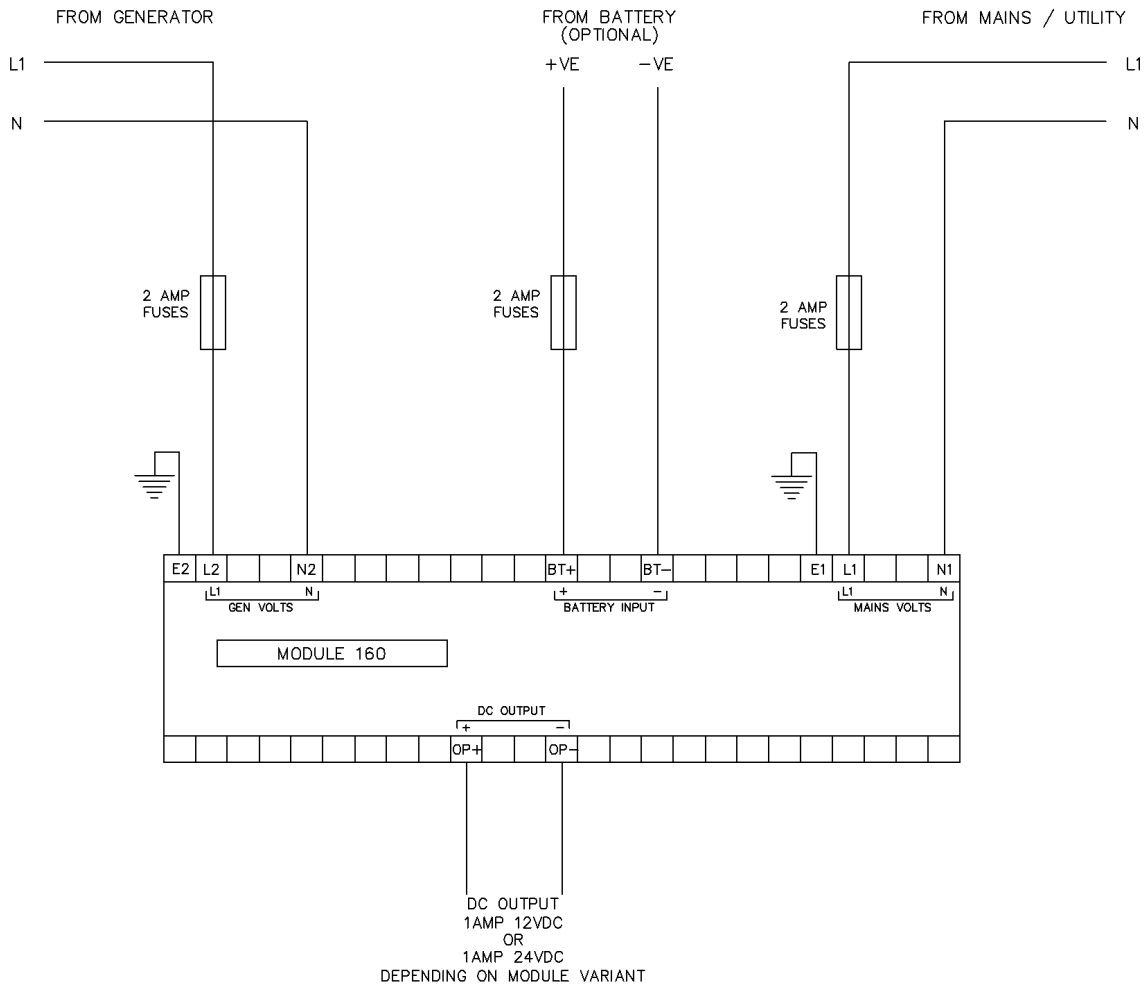 FROM GENERATOR
FROM BATTERY
(OPTIONAL)
FROM MAINS / UTILITY
L1
+VE
−VE
L1
N
N
2 AMP
FUSES
2 AMP
FUSES
2 AMP
FUSES
E2
L2
N2
BT+
BT−
E1
L1
N1
L1
N
GEN VOLTS
+
−
BATTERY INPUT
L1
N
MAINS VOLTS
MODULE 160
DC OUTPUT
+
−
OP+
OP−
DC OUTPUT
1AMP 12VDC
OR
1AMP 24VDC
DEPENDING ON MODULE VARIANT